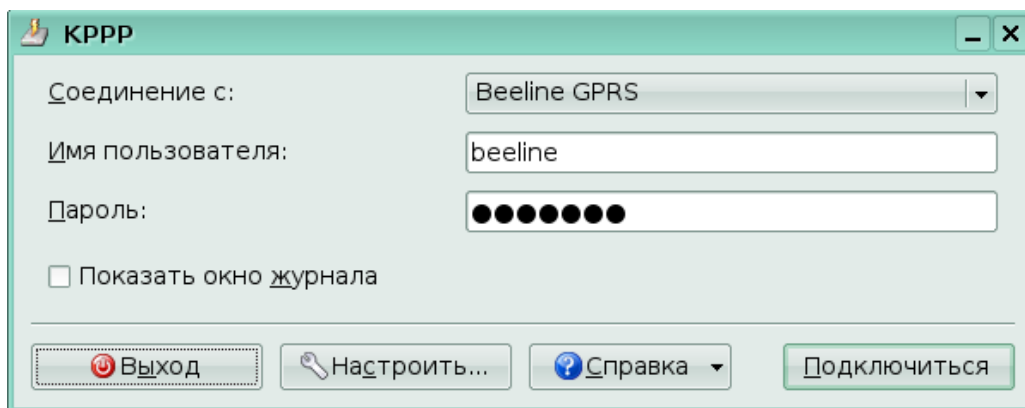 KPPP
Соединение с: Beeline GPRS
Имя пользователя: beeline
Пароль: ●●●●●●●
Показать окно журнала
Выход Настроить... Справка Подключиться